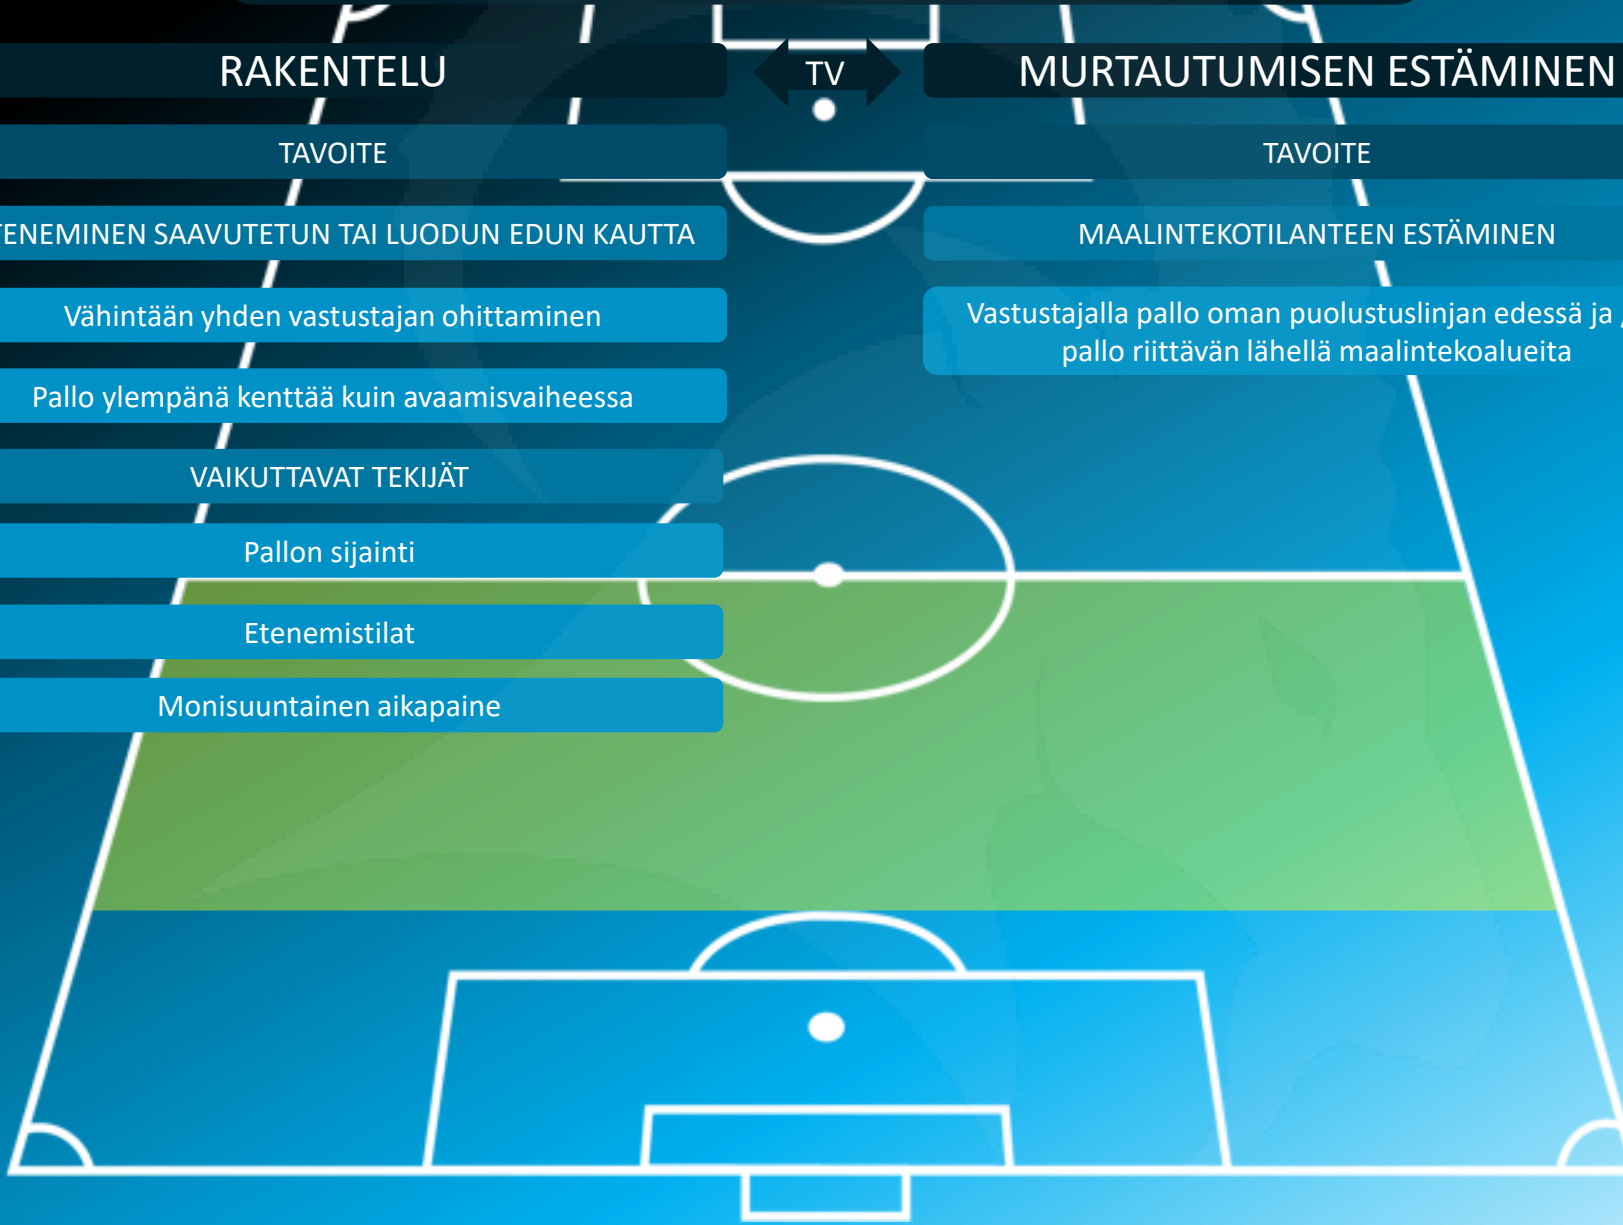 RAKENTELU
TV
MURTAUTUMISEN ESTÄMINEN
TAVOITE
TAVOITE
TENEMINEN SAAVUTETUN TAI LUODUN EDUN KAUTTA
MAALINTEKOTILANTEEN ESTÄMINEN
Vähintään yhden vastustajan ohittaminen
Vastustajalla pallo oman puolustuslinjan edessä ja /
pallo riittävän lähellä maalintekoalueita
Pallo ylempänä kenttää kuin avaamisvaiheessa
VAIKUTTAVAT TEKIJÄT
Pallon sijainti
Etenemistilat
Monisuuntainen aikapaine